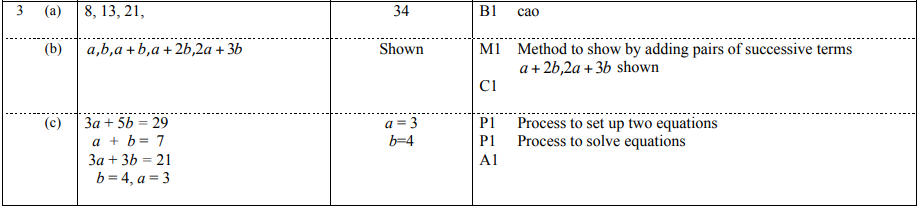 3 (a) 8, 13, 21, 34 B1 cao
(b) a,b,a + b,a + 2b,2a + 3b Shown M1 Method to show by adding pairs of successive terms
a + 2b,2a + 3b shown
C1
(c) 3a + 5b = 29 a = 3 P1 Process to set up two equations
a + b = 7 b=4 P1 Process to solve equations
3a + 3b = 21 A1
b = 4, a = 3